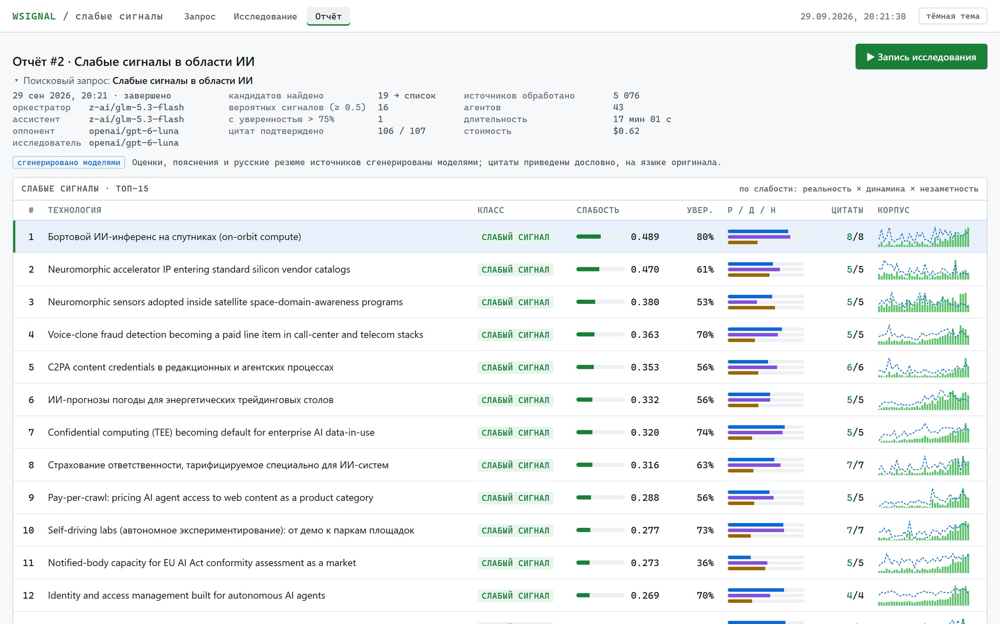 WSIGNAL / слабые сигналы Запрос Исследование Отчёт 29.09.2026, 20:21:30 тёмная тема
▶ Запись исследования
Отчёт #2 · Слабые сигналы в области ИИ
▾ Поисковый запрос: Слабые сигналы в области ИИ
29 сен 2026, 20:21 · завершено кандидатов найдено 19 → список источников обработано 5 076
оркестратор z-ai/glm-5.3-flash вероятных сигналов (≥ 0.5) 16 агентов 43
ассистент z-ai/glm-5.3-flash с уверенностью > 75% 1 длительность 17 мин 01 с
оппонент openai/gpt-6-luna цитат подтверждено 106 / 107 стоимость $0.62
исследователь openai/gpt-6-luna
сгенерировано моделями Оценки, пояснения и русские резюме источников сгенерированы моделями; цитаты приведены дословно, на языке оригинала.
СЛАБЫЕ СИГНАЛЫ · ТОП-15 по слабости: реальность × динамика × незаметность
# ТЕХНОЛОГИЯ КЛАСС СЛАБОСТЬ УВЕР. Р / Д / Н ЦИТАТЫ КОРПУС
1 Бортовой ИИ-инференс на спутниках (on-orbit compute) СЛАБЫЙ СИГНАЛ 0.489 80% 8/8
2 Neuromorphic accelerator IP entering standard silicon vendor catalogs СЛАБЫЙ СИГНАЛ 0.470 61% 5/5
3 Neuromorphic sensors adopted inside satellite space-domain-awareness programs СЛАБЫЙ СИГНАЛ 0.380 53% 5/5
4 Voice-clone fraud detection becoming a paid line item in call-center and telecom stacks СЛАБЫЙ СИГНАЛ 0.363 70% 5/5
5 C2PA content credentials в редакционных и агентских процессах СЛАБЫЙ СИГНАЛ 0.353 56% 6/6
6 ИИ-прогнозы погоды для энергетических трейдинговых столов СЛАБЫЙ СИГНАЛ 0.332 56% 5/5
7 Confidential computing (TEE) becoming default for enterprise AI data-in-use СЛАБЫЙ СИГНАЛ 0.320 74% 5/5
8 Страхование ответственности, тарифицируемое специально для ИИ-систем СЛАБЫЙ СИГНАЛ 0.316 63% 7/7
9 Pay-per-crawl: pricing AI agent access to web content as a product category СЛАБЫЙ СИГНАЛ 0.288 56% 5/5
10 Self-driving labs (автономное экспериментирование): от демо к паркам площадок СЛАБЫЙ СИГНАЛ 0.277 73% 7/7
11 Notified-body capacity for EU AI Act conformity assessment as a market СЛАБЫЙ СИГНАЛ 0.273 36% 5/5
12 Identity and access management built for autonomous AI agents СЛАБЫЙ СИГНАЛ 0.269 70% 4/4